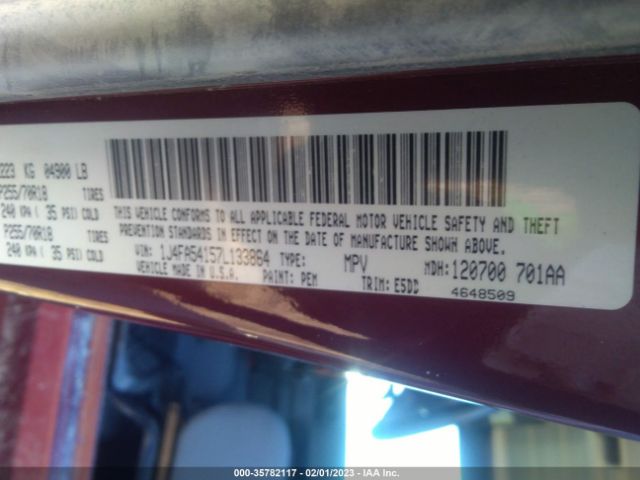 2223 KG 04900 LB
P255/70R18 TIRES
240 KPA ( 35 PSI) COLD
P255/70R18 TIRES
240 KPA ( 35 PSI) COLD
THIS VEHICLE CONFORMS TO ALL APPLICABLE FEDERAL MOTOR VEHICLE SAFETY AND THEFT
PREVENTION STANDARDS IN EFFECT ON THE DATE OF MANUFACTURE SHOWN ABOVE.
VIN: 1J4FA54157L133864 TYPE: MPV MDH:120700 701AA
VEHICLE MADE IN U.S.A. PAINT: PEM TRIM: E5DD 4648509
000-35782117 - 02/01/2023 - IAA Inc.